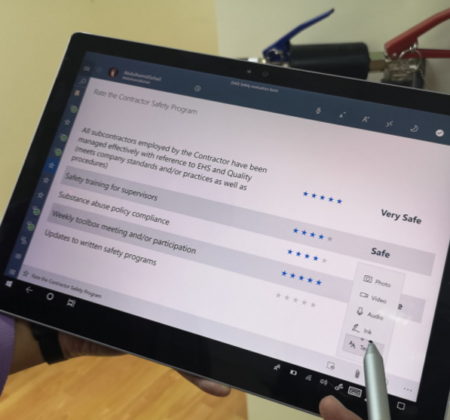 Rate the Contractor Safety Program
All subcontractors employed by the Contractor have been
managed effectively with reference to EHS and Quality
(meets company standards and/or practices as well as
procedures)
Very Safe
Safety training for supervisors
Safe
Substance abuse policy compliance
Weekly toolbox meeting and/or participation
Updates to written safety programs
Photo
Video
Audio
Ink
Rate the Contractor Safety Program